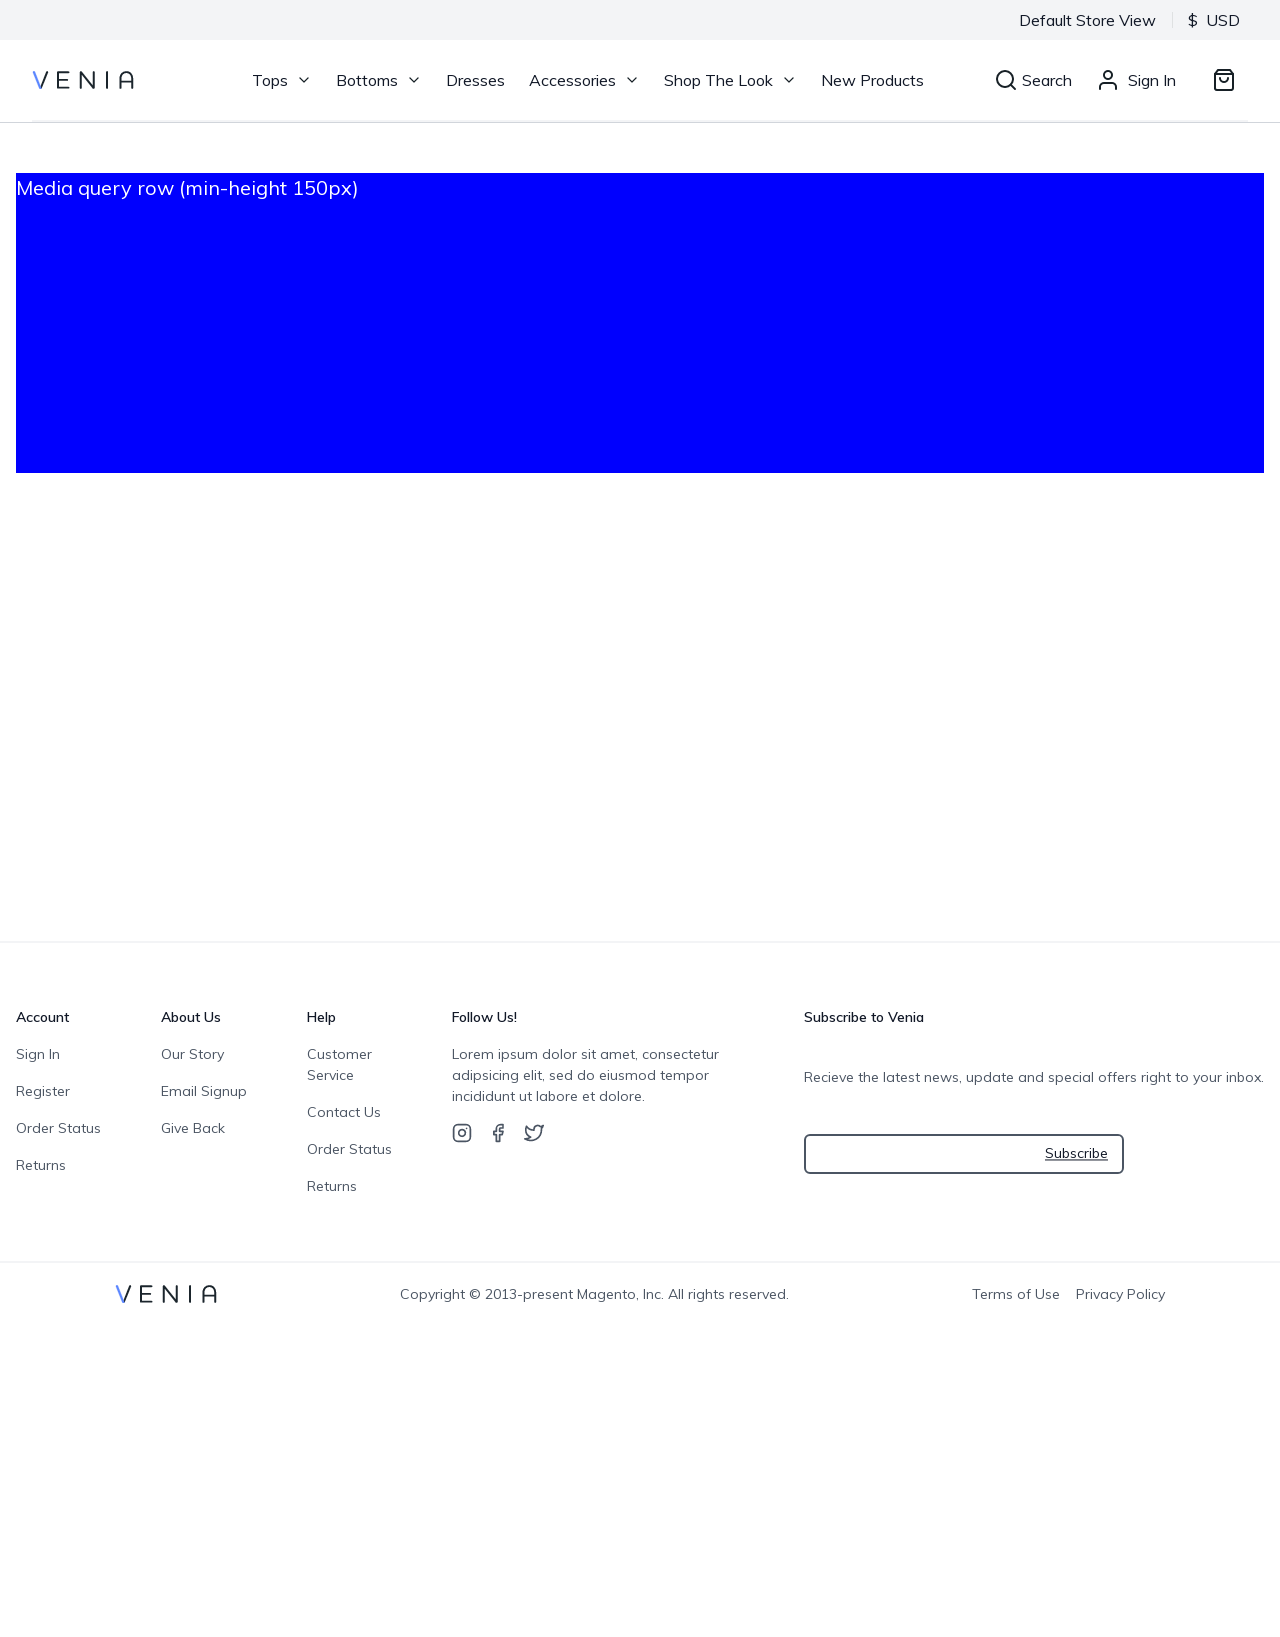 Default Store View $ USD
VENIA Tops Bottoms Dresses Accessories Shop The Look New Products Search Sign In
Media query row (min-height 150px)
Account
Sign In
Register
Order Status
Returns
About Us
Our Story
Email Signup
Give Back
Help
Customer
Service
Contact Us
Order Status
Returns
Follow Us!
Lorem ipsum dolor sit amet, consectetur
adipsicing elit, sed do eiusmod tempor
incididunt ut labore et dolore.
Subscribe to Venia
Recieve the latest news, update and special offers right to your inbox.
Subscribe
VENIA Copyright © 2013-present Magento, Inc. All rights reserved. Terms of Use Privacy Policy